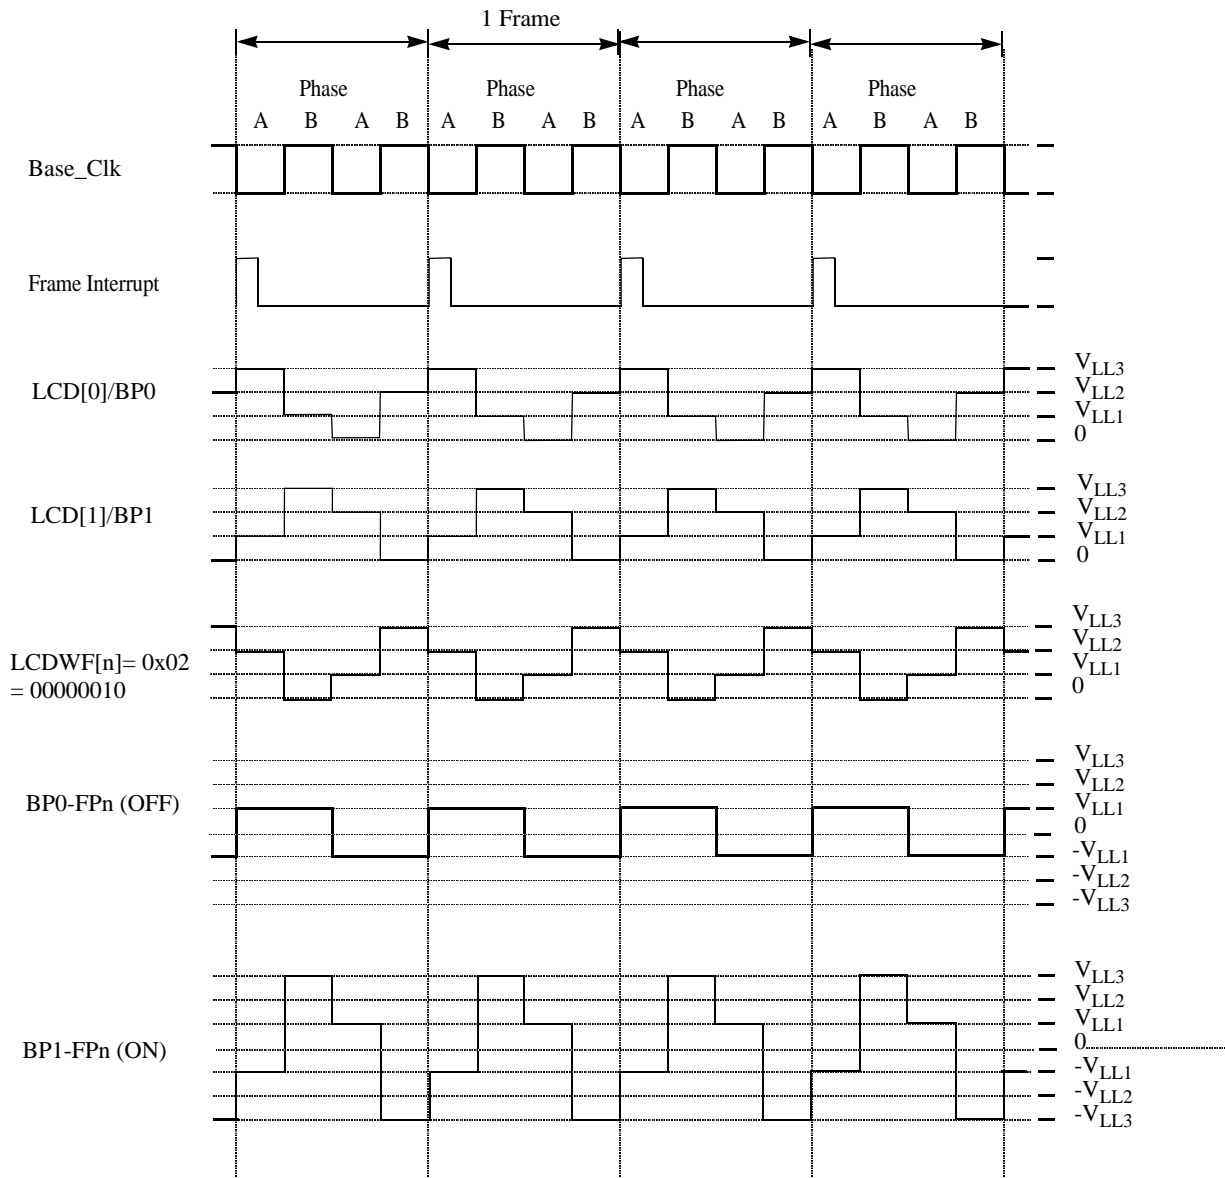 1 Frame
Phase Phase Phase Phase
A B A B A B A B A B A B A B A B
Base_Clk
Frame Interrupt
LCD[0]/BP0
VLL3
VLL2
VLL1
0
LCD[1]/BP1
VLL3
VLL2
VLL1
0
LCDWF[n]= 0x02
= 00000010
VLL3
VLL2
VLL1
0
BP0-FPn (OFF)
VLL3
VLL2
VLL1
0
-VLL1
-VLL2
-VLL3
BP1-FPn (ON)
VLL3
VLL2
VLL1
0
-VLL1
-VLL2
-VLL3